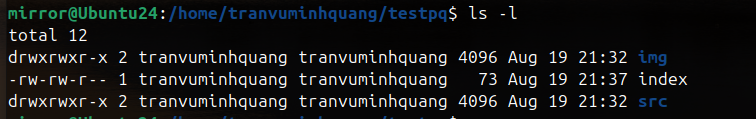 mirror@Ubuntu24:/home/tranvuminhquang/testpq$ ls -l
total 12
drwxrwxr-x 2 tranvuminhquang tranvuminhquang 4096 Aug 19 21:32 img
-rw-rw-r-- 1 tranvuminhquang tranvuminhquang   73 Aug 19 21:37 index
drwxrwxr-x 2 tranvuminhquang tranvuminhquang 4096 Aug 19 21:32 src